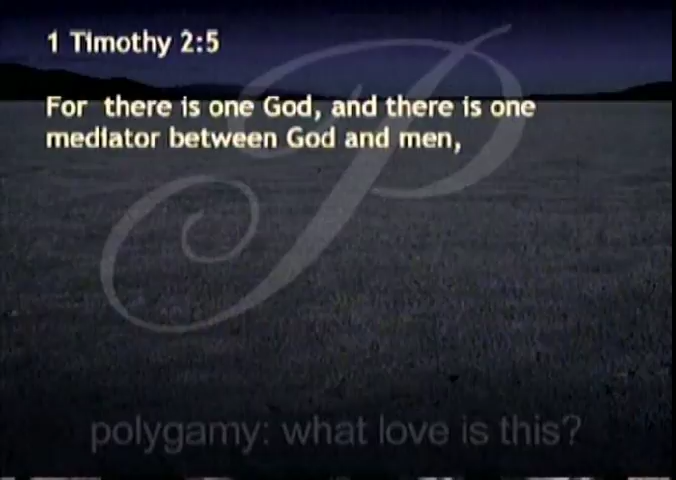 1 Timothy 2:5
For there is one God, and there is one
mediator between God and men,
P
polygamy: what love is this?